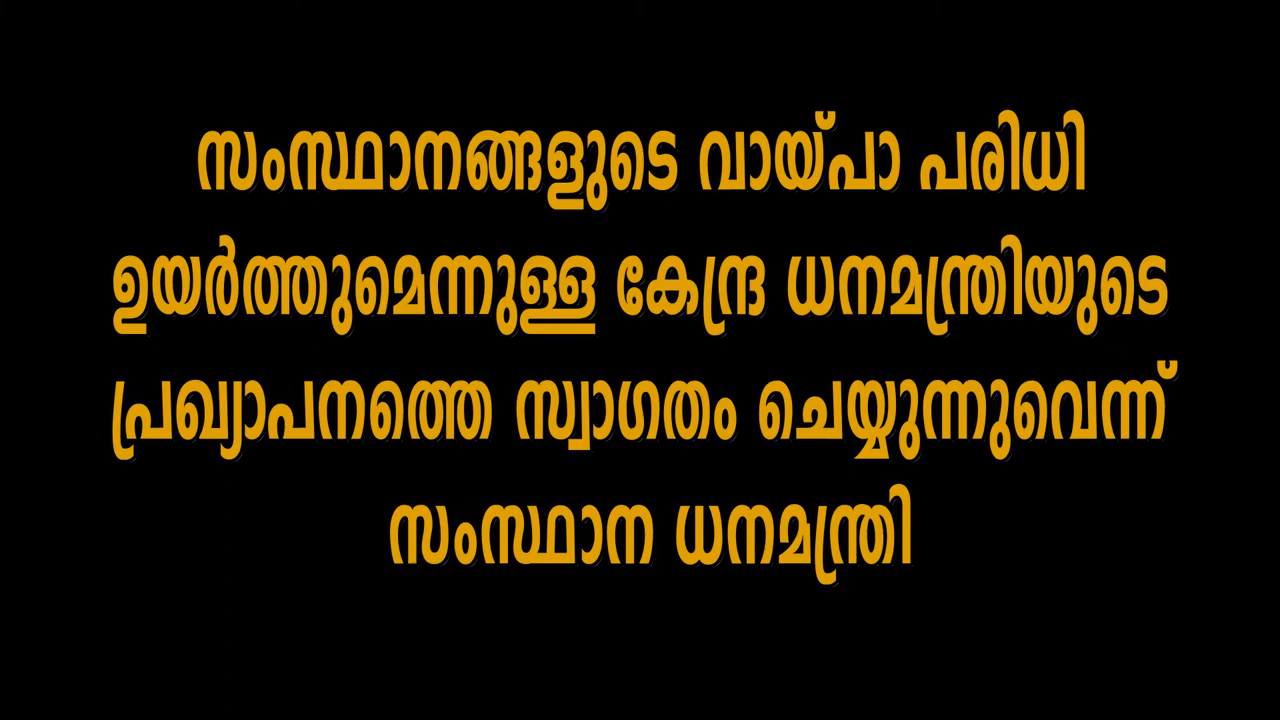 സംസ്ഥാനങ്ങളുടെ വായ്പാ പരിധി
ഉയർത്തുമെന്നുള്ള കേന്ദ്ര ധനമന്ത്രിയുടെ
പ്രഖ്യാപനത്തെ സ്വാഗതം ചെയ്യുന്നുവെന്ന്
സംസ്ഥാന ധനമന്ത്രി